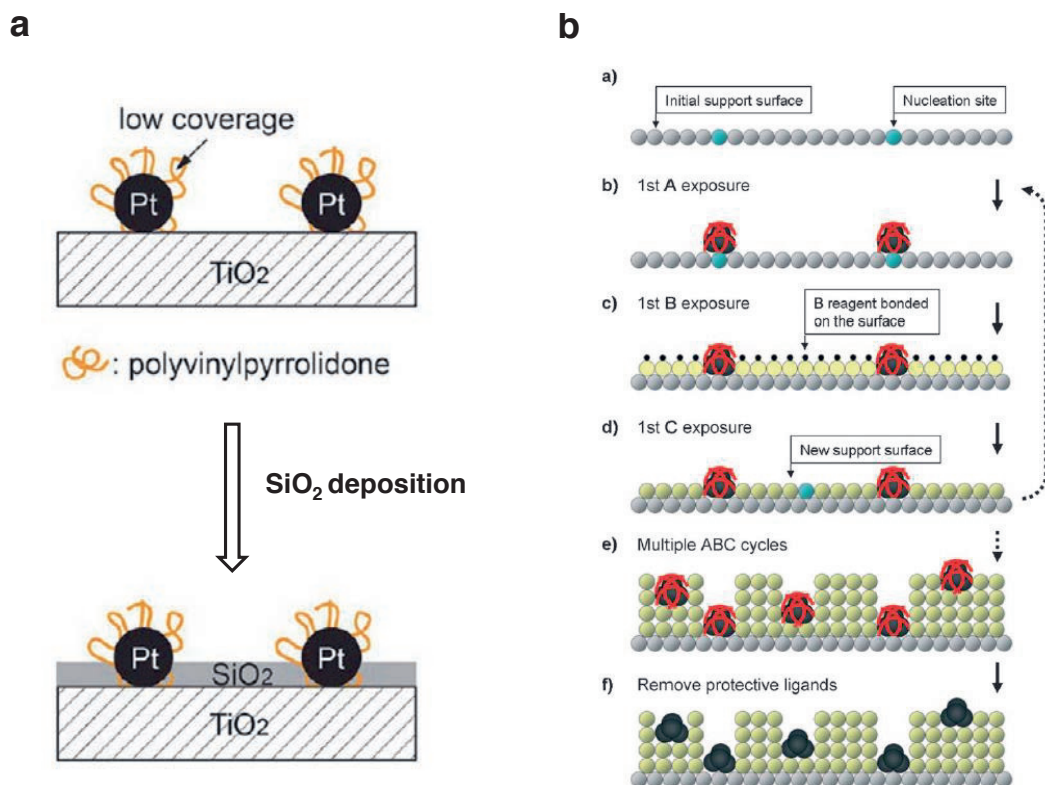 a
low coverage
Pt
Pt
TiO₂
: polyvinylpyrrolidone
SiO₂ deposition
Pt
Pt
SiO₂
TiO₂
b
a)
Initial support surface
Nucleation site
b) 1st A exposure
c) 1st B exposure
B reagent bonded
on the surface
d) 1st C exposure
New support surface
e) Multiple ABC cycles
f) Remove protective ligands